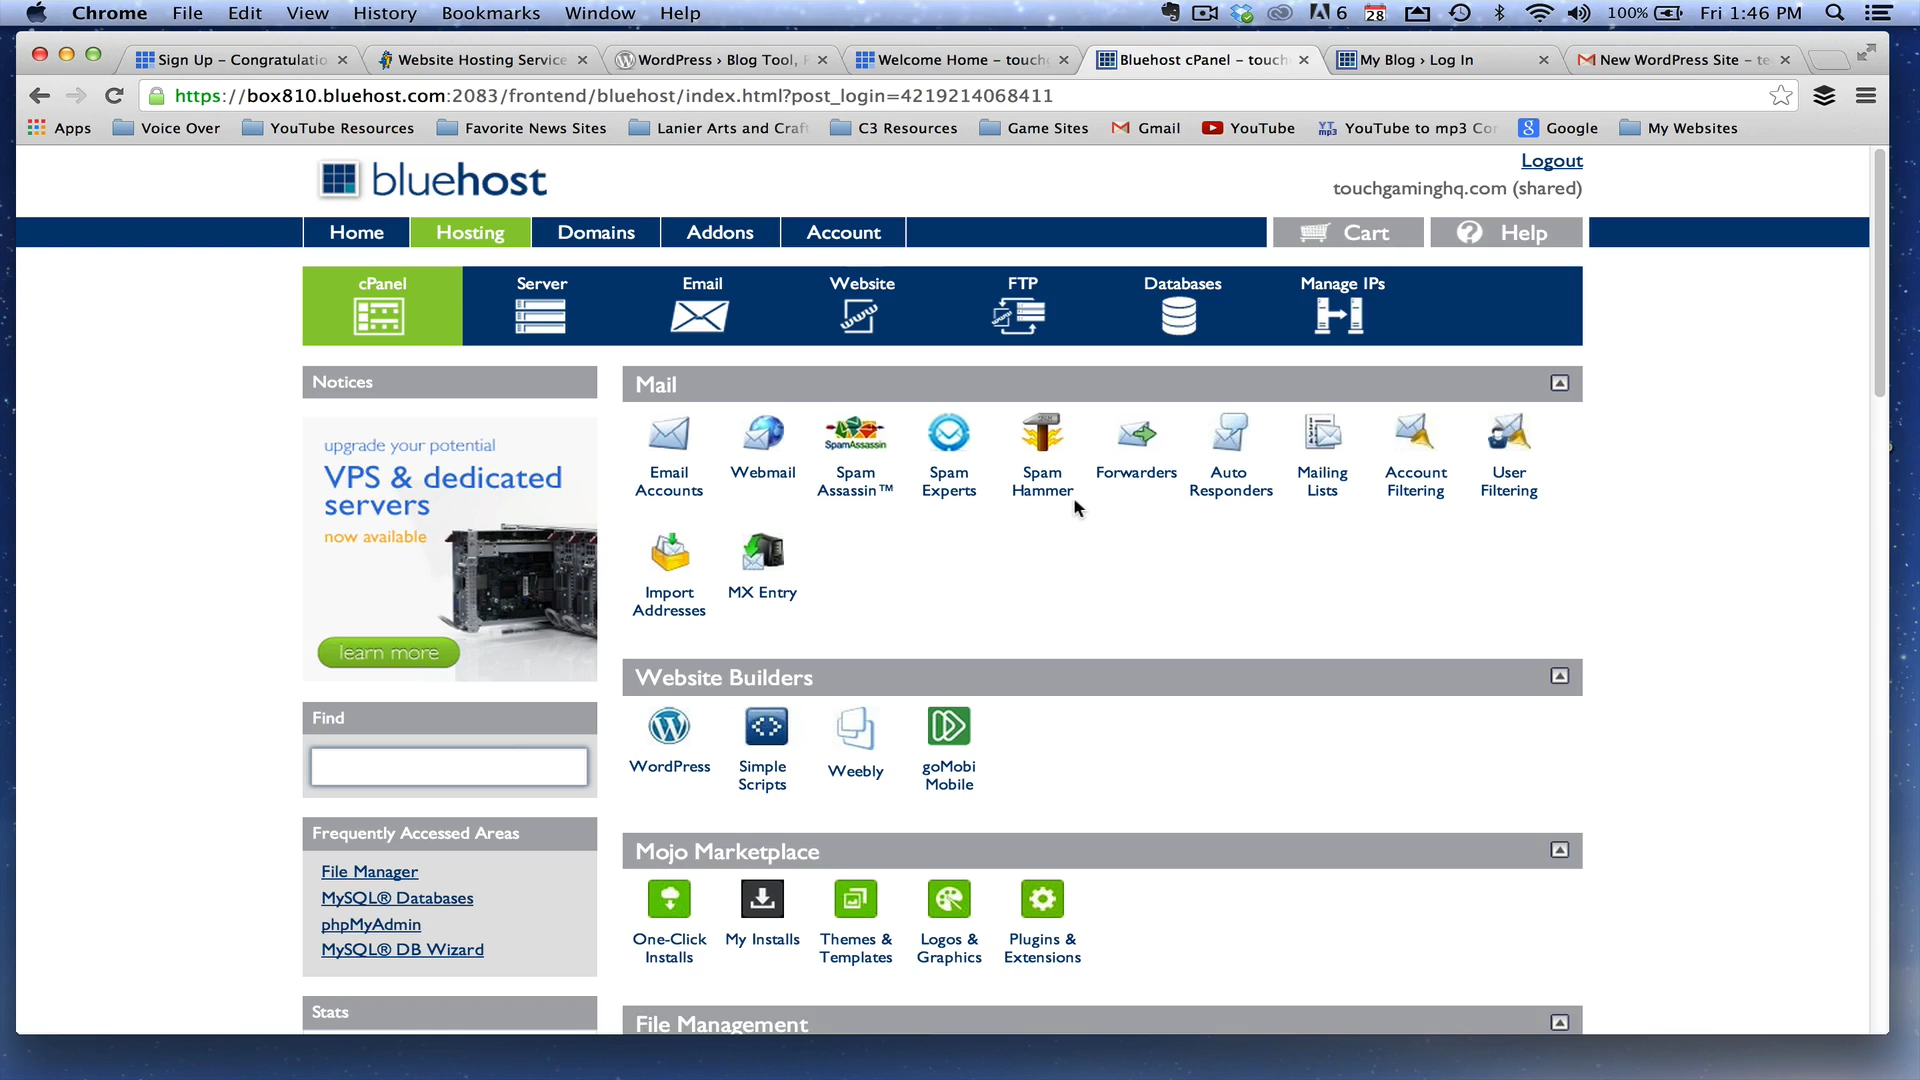 Chrome File Edit View History Bookmarks Window Help 6 28 100% Fri 1:46 PM
Sign Up – Congratulatio Website Hosting Service WordPress › Blog Tool, Welcome Home – touch Bluehost cPanel – touch My Blog › Log In New WordPress Site – te
https://box810.bluehost.com:2083/frontend/bluehost/index.html?post_login=4219214068411
Apps Voice Over YouTube Resources Favorite News Sites Lanier Arts and Craf C3 Resources Game Sites Gmail YouTube YouTube to mp3 Co Google My Websites
bluehost
Logout
touchgaminghq.com (shared)
Home Hosting Domains Addons Account Cart Help
cPanel Server Email Website FTP Databases Manage IPs
Notices
upgrade your potential
VPS & dedicated
servers
now available
learn more
Find
Frequently Accessed Areas
File Manager
MySQL® Databases
phpMyAdmin
MySQL® DB Wizard
Stats
Mail
Email Accounts
Webmail
SpamAssassin
Spam Assassin™
Spam Experts
Spam Hammer
Forwarders
Auto Responders
Mailing Lists
Account Filtering
User Filtering
Import Addresses
MX Entry
Website Builders
WordPress
Simple Scripts
Weebly
goMobi Mobile
Mojo Marketplace
One-Click Installs
My Installs
Themes & Templates
Logos & Graphics
Plugins & Extensions
File Management